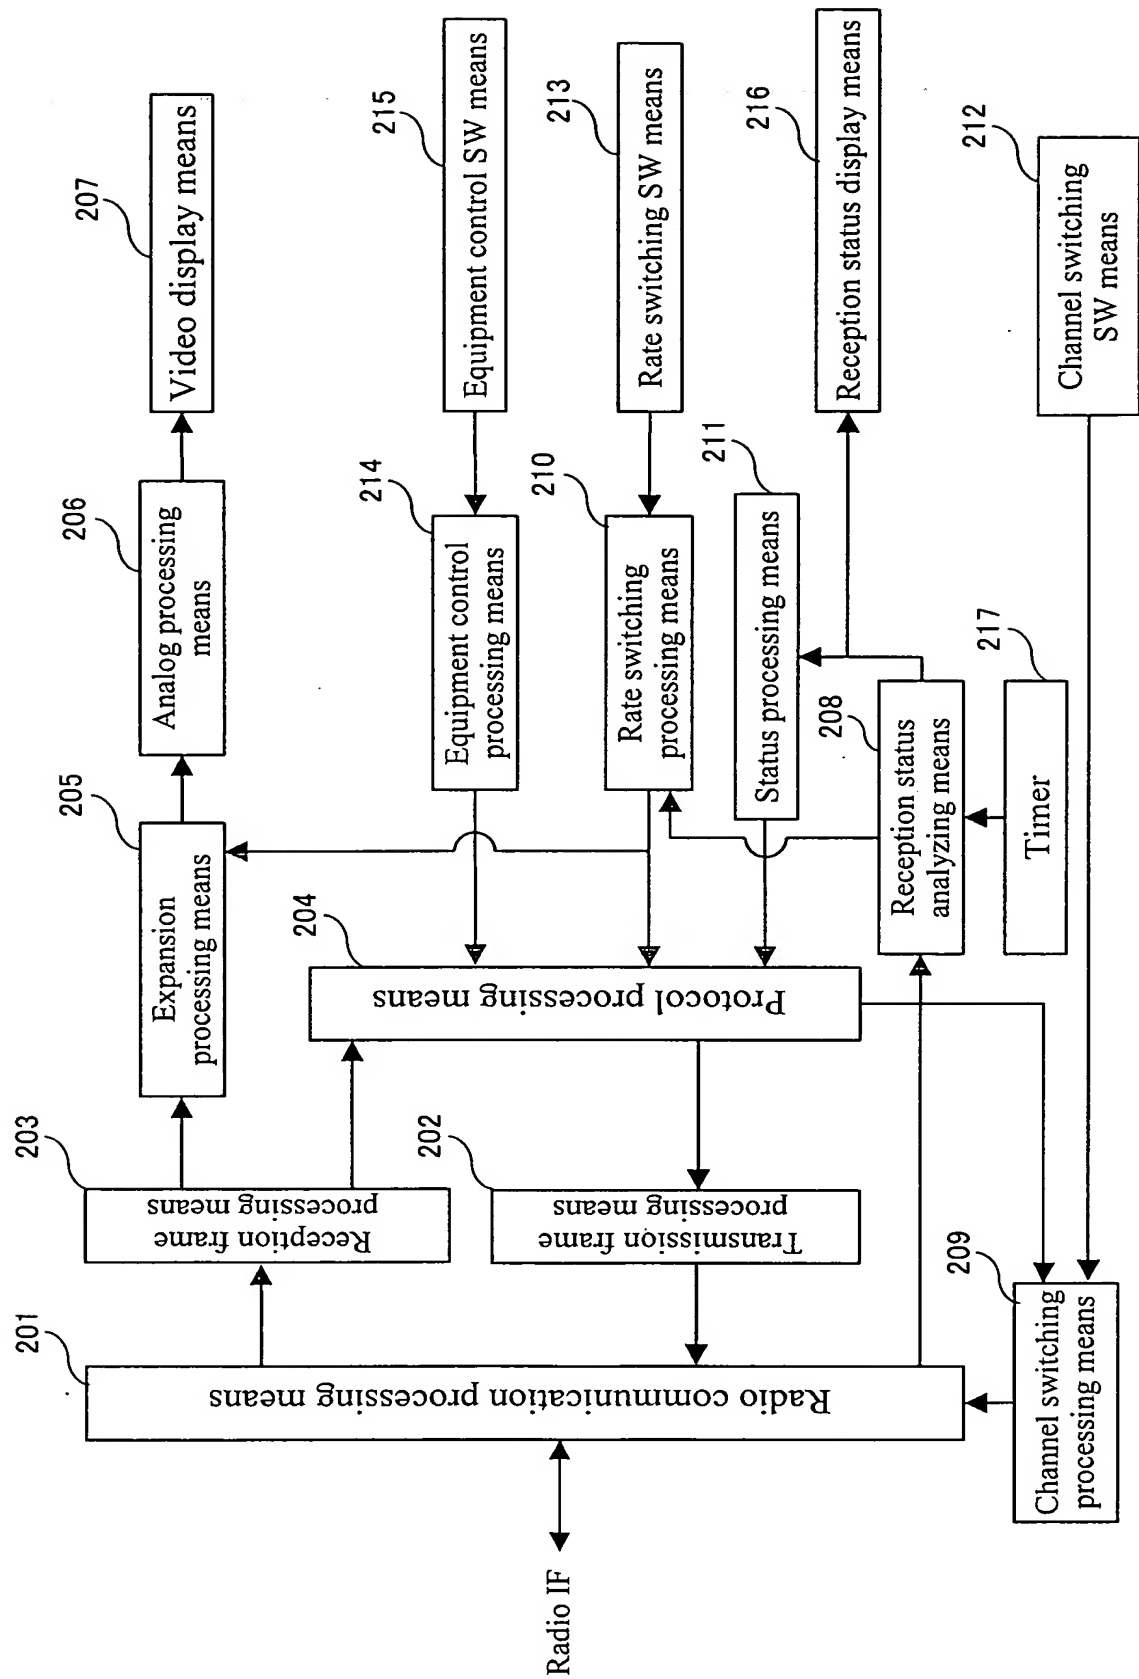 207
Video display means
215
Equipment control SW means
213
Rate switching SW means
216
Reception status display means
212
Channel switching
SW means
206
Analog processing
means
214
Equipment control
processing means
210
Rate switching
processing means
211
Status processing means
205
Expansion
processing means
208
Reception status
analyzing means
217
Timer
204
Protocol processing means
203
Reception frame
processing means
202
Transmission frame
processing means
201
Radio communication processing means
209
Channel switching
processing means
Radio IF